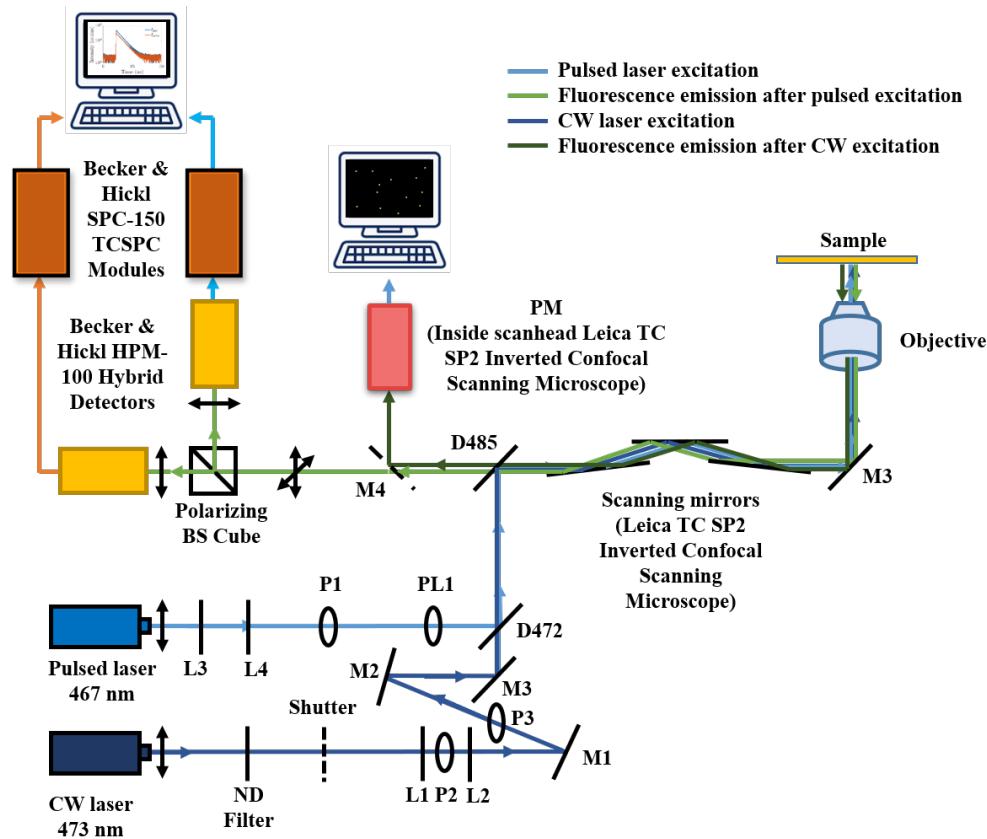 Pulsed laser excitation
Fluorescence emission after pulsed excitation
CW laser excitation
Fluorescence emission after CW excitation
Becker &
Hickl
SPC-150
TCSPC
Modules
Becker &
Hickl HPM-
100 Hybrid
Detectors
PM
(Inside scanhead Leica TC
SP2 Inverted Confocal
Scanning Microscope)
Sample
Objective
D485
M4
M3
Polarizing
BS Cube
Scanning mirrors
(Leica TC SP2
Inverted Confocal
Scanning
Microscope)
P1
PL1
D472
Pulsed laser
467 nm
L3
L4
M2
M3
Shutter
P3
M1
CW laser
473 nm
ND
Filter
L1
P2
L2